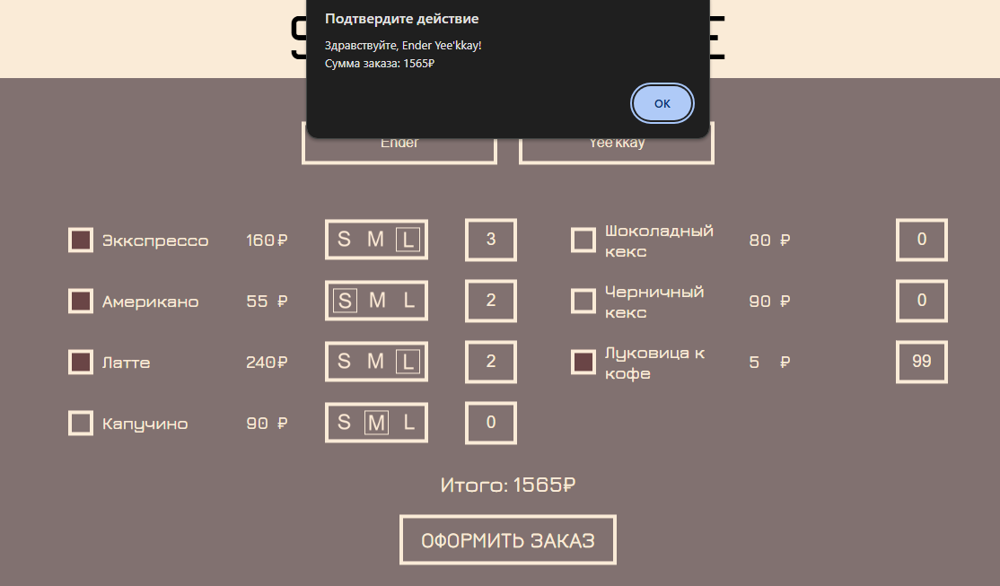 Подтвердите действие
Здравствуйте, Ender Yee'kkay!
Сумма заказа: 1565₽
OK
Ender
Yee'kkay
Эккспрессо 160₽ S M L 3
Шоколадный кекс 80 ₽ 0
Американо 55 ₽ S M L 2
Черничный кекс 90 ₽ 0
Латте 240₽ S M L 2
Луковица к кофе 5 ₽ 99
Капучино 90 ₽ S M L 0
Итого: 1565₽
ОФОРМИТЬ ЗАКАЗ